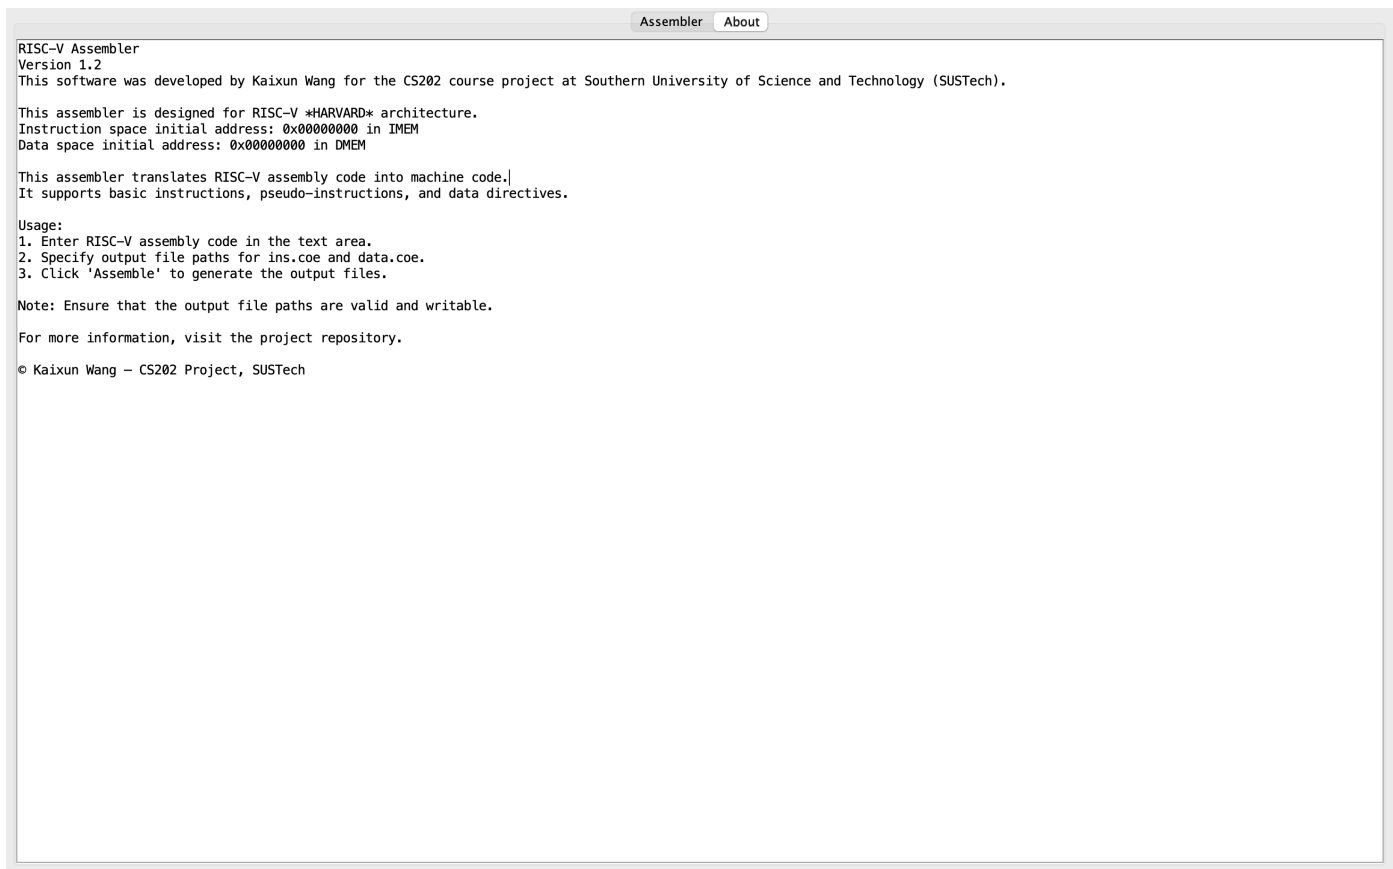 Assembler About
RISC-V Assembler
Version 1.2
This software was developed by Kaixun Wang for the CS202 course project at Southern University of Science and Technology (SUSTech).
This assembler is designed for RISC-V *HARVARD* architecture.
Instruction space initial address: 0x00000000 in IMEM
Data space initial address: 0x00000000 in DMEM
This assembler translates RISC-V assembly code into machine code.
It supports basic instructions, pseudo-instructions, and data directives.
Usage:
1. Enter RISC-V assembly code in the text area.
2. Specify output file paths for ins.coe and data.coe.
3. Click 'Assemble' to generate the output files.
Note: Ensure that the output file paths are valid and writable.
For more information, visit the project repository.
© Kaixun Wang – CS202 Project, SUSTech